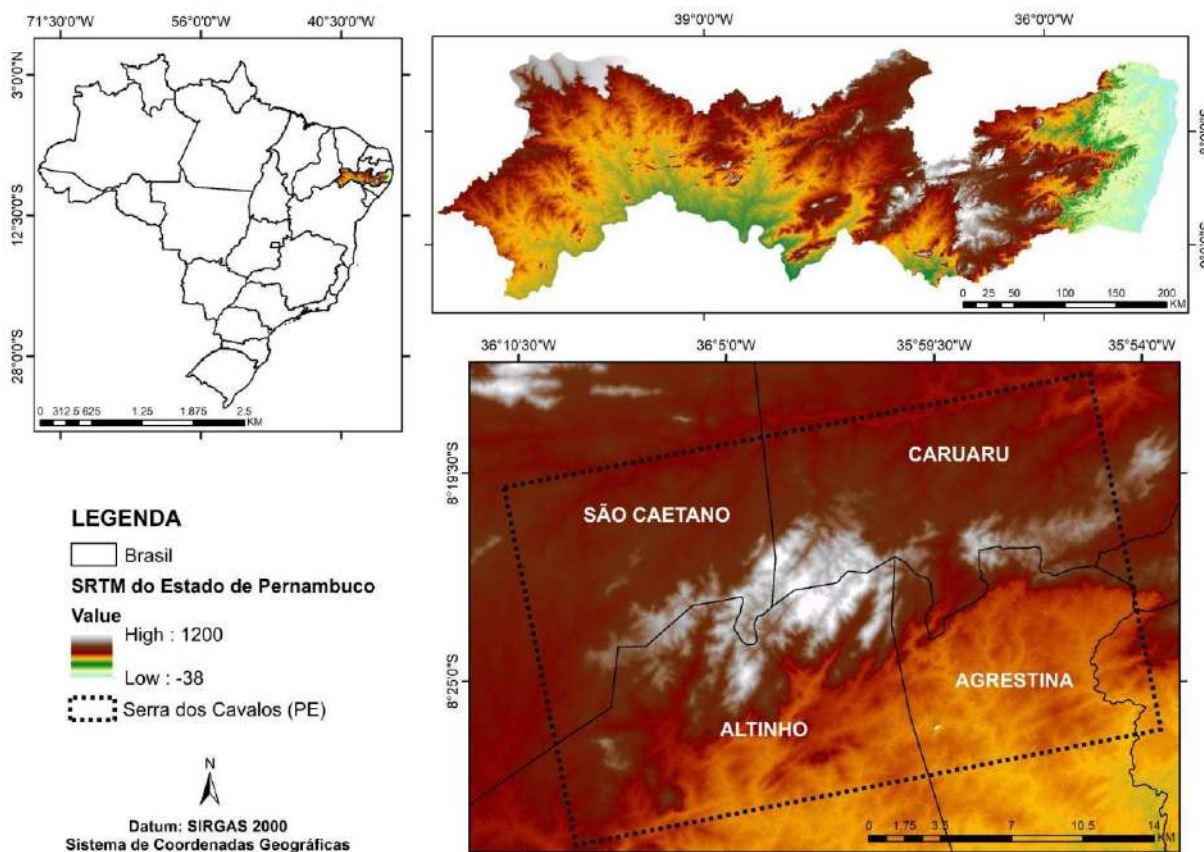 71°30'0"W 56°0'0"W 40°30'0"W
3°0'0"N
12°30'0"S
28°0'0"S
0 312.5 625 1.25 1.875 2.5
KM
39°0'0"W 36°0'0"W
0 25 50 100 150 200
KM
36°10'30"W 36°5'0"W 35°59'30"W 35°54'0"W
8°19'30"S
8°25'0"S
CARUARU
SÃO CAETANO
AGRESTINA
ALTINHO
0 1.75 3.5 7 10.5 14
KM
LEGENDA
Brasil
SRTM do Estado de Pernambuco
Value
High : 1200
Low : -38
Serra dos Cavalos (PE)
N
Datum: SIRGAS 2000
Sistema de Coordenadas Geográficas